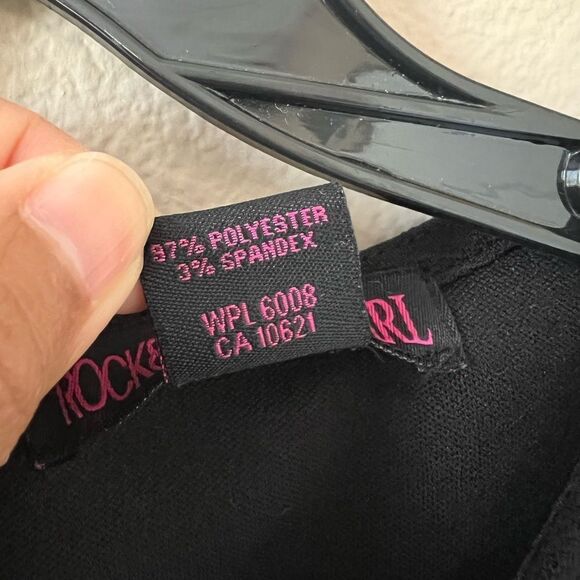 97% POLYESTER
3% SPANDEX
WPL 6008
CA 10621